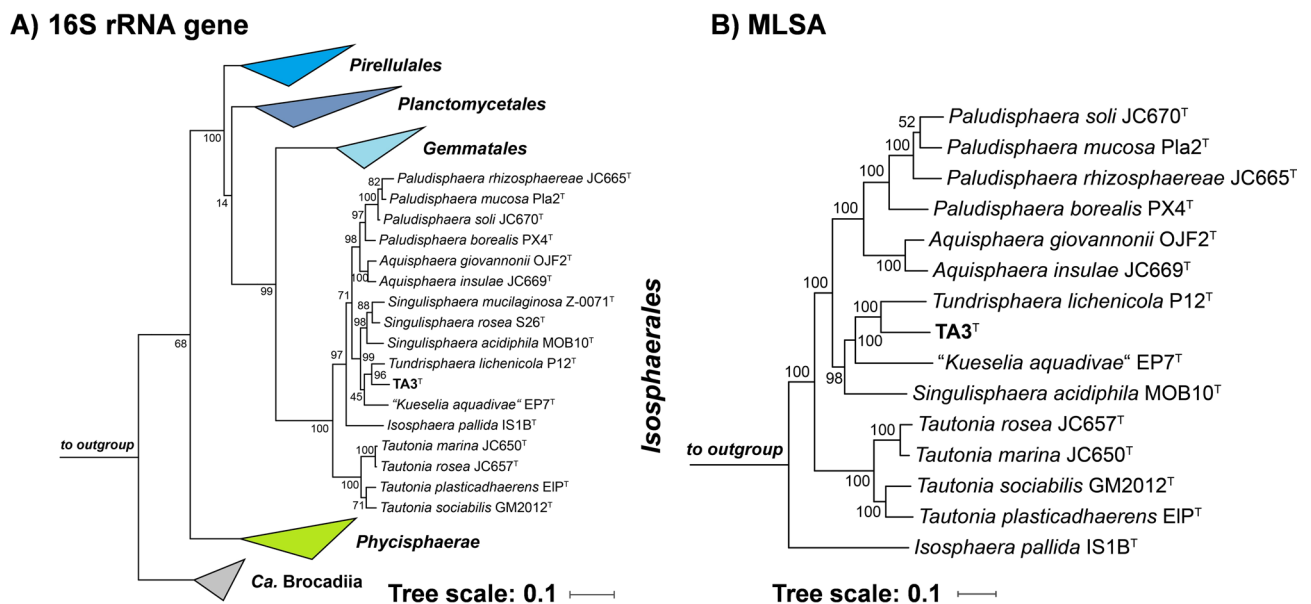 A) 16S rRNA gene
Pirellulales
Planctomycetales
Gemmatales
100
14
99
68
82
Paludisphaera rhizosphaereae JC665T
100
Paludisphaera mucosa Pla2T
97
Paludisphaera soli JC670T
98
Paludisphaera borealis PX4T
Aquisphaera giovannonii OJF2T
100
Aquisphaera insulae JC669T
71
88
Singulisphaera mucilaginosa Z-0071T
98
Singulisphaera rosea S26T
Singulisphaera acidiphila MOB10T
97
99
Tundrisphaera lichenicola P12T
96
TA3T
45
"Kueselia aquadivae“ EP7T
Isosphaera pallida IS1BT
100
100
Tautonia marina JC650T
Tautonia rosea JC657T
100
Tautonia plasticadhaerens ElPT
71
Tautonia sociabilis GM2012T
to outgroup
Phycisphaerae
Ca. Brocadiia
Tree scale: 0.1
Isosphaerales
B) MLSA
52
Paludisphaera soli JC670T
100
Paludisphaera mucosa Pla2T
100
Paludisphaera rhizosphaereae JC665T
100
Paludisphaera borealis PX4T
Aquisphaera giovannonii OJF2T
100
Aquisphaera insulae JC669T
100
100
Tundrisphaera lichenicola P12T
TA3T
100
“Kueselia aquadivae“ EP7T
98
Singulisphaera acidiphila MOB10T
100
100
Tautonia rosea JC657T
Tautonia marina JC650T
100
Tautonia sociabilis GM2012T
100
Tautonia plasticadhaerens ElPT
to outgroup
Isosphaera pallida IS1BT
Tree scale: 0.1